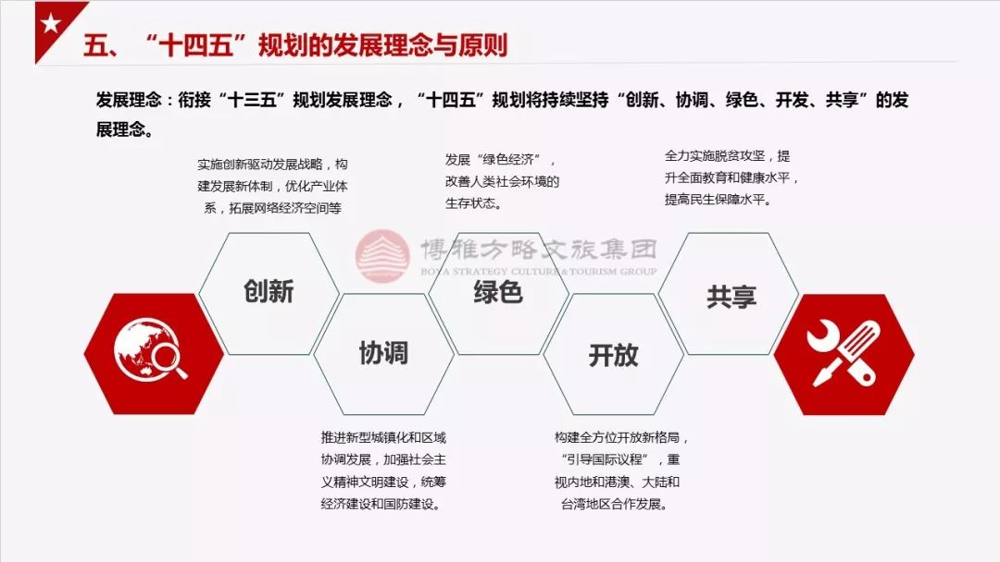 五、“十四五”规划的发展理念与原则
发展理念：衔接“十三五”规划发展理念，“十四五”规划将持续坚持“创新、协调、绿色、开发、共享”的发
展理念。
实施创新驱动发展战略，构
建发展新体制，优化产业体
系，拓展网络经济空间等
发展“绿色经济”，
改善人类社会环境的
生存状态。
全力实施脱贫攻坚，提
升全面教育和健康水平，
提高民生保障水平。
博雅方略文旅集团
BOYA STRATEGY CULTURE&TOURISM GROUP
创新
协调
绿色
开放
共享
推进新型城镇化和区域
协调发展，加强社会主
义精神文明建设，统筹
经济建设和国防建设。
构建全方位开放新格局，
“引导国际议程”，重
视内地和港澳、大陆和
台湾地区合作发展。